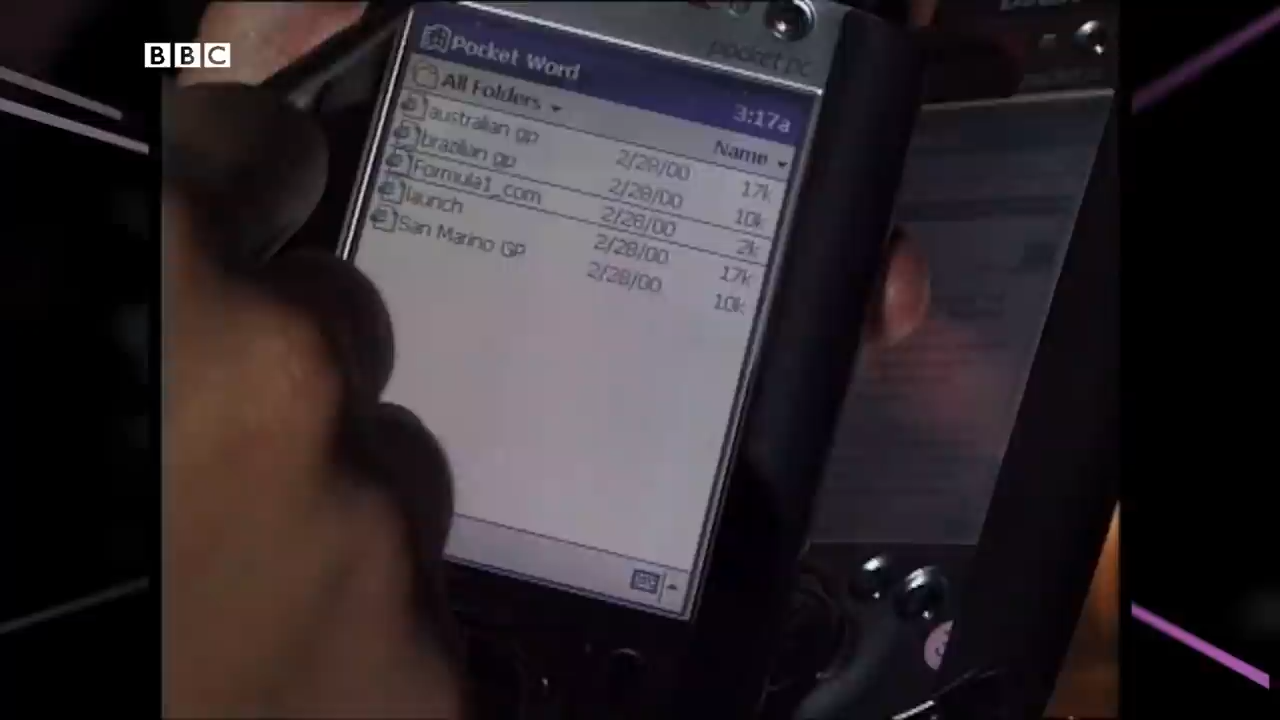 BBC
pocket pc
Pocket Word
3:17a
All Folders
Name
australian gp 2/28/00 17k
brazilian gp 2/28/00 10k
Formula1_com 2/28/00 2k
launch 2/28/00 17k
San Marino GP 2/28/00 10k